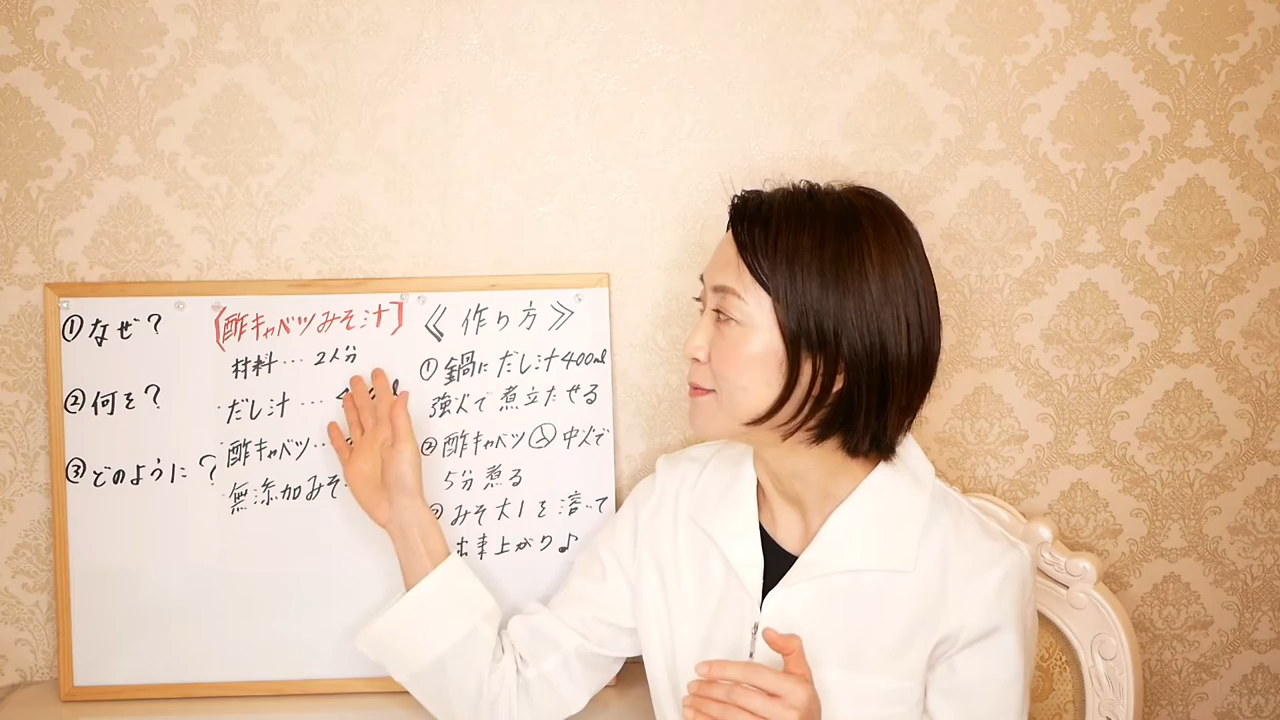 ①なぜ?
②何を?
③どのように?
[酢キャベツみそ汁]
材料… 2人分
・だし汁…
・酢キャベツ…
・無添加みそ…
《作り方》
①鍋にだし汁400ml
強火で煮立たせる
②酢キャベツ入 中火で
5分煮る
みそ大1を溶いて
出来上がり♪